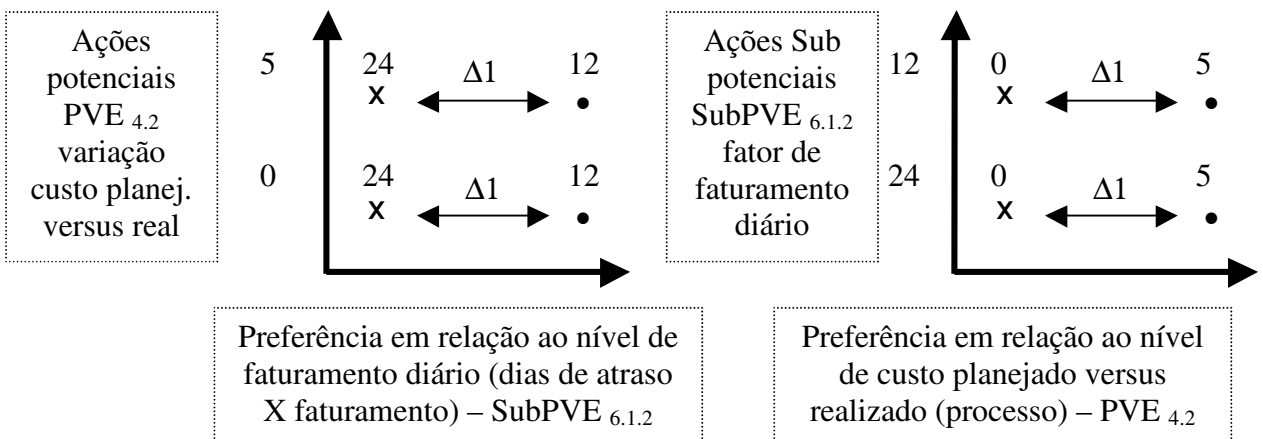 Ações
potenciais
PVE 4.2
variação
custo planej.
versus real
5
24
Δ1
12
x
•
0
24
Δ1
12
x
•
Preferência em relação ao nível de
faturamento diário (dias de atraso
X faturamento) – SubPVE 6.1.2
Ações Sub
potenciais
SubPVE 6.1.2
fator de
faturamento
diário
12
0
Δ1
5
x
•
24
0
Δ1
5
x
•
Preferência em relação ao nível
de custo planejado versus
realizado (processo) – PVE 4.2